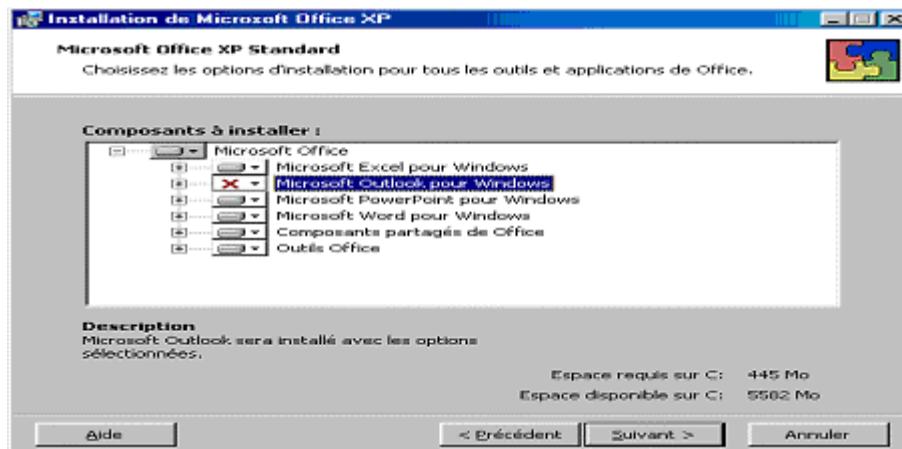 Installation de Microsoft Office XP
Microsoft Office XP Standard
Choisissez les options d'installation pour tous les outils et applications de Office.
Composants à installer :
Microsoft Office
Microsoft Excel pour Windows
Microsoft Outlook pour Windows
Microsoft PowerPoint pour Windows
Microsoft Word pour Windows
Composants partagés de Office
Outils Office
Description
Microsoft Outlook sera installé avec les options
sélectionnées.
Espace requis sur C: 445 Mo
Espace disponible sur C: 5582 Mo
Aide < Précédent Suivant > Annuler